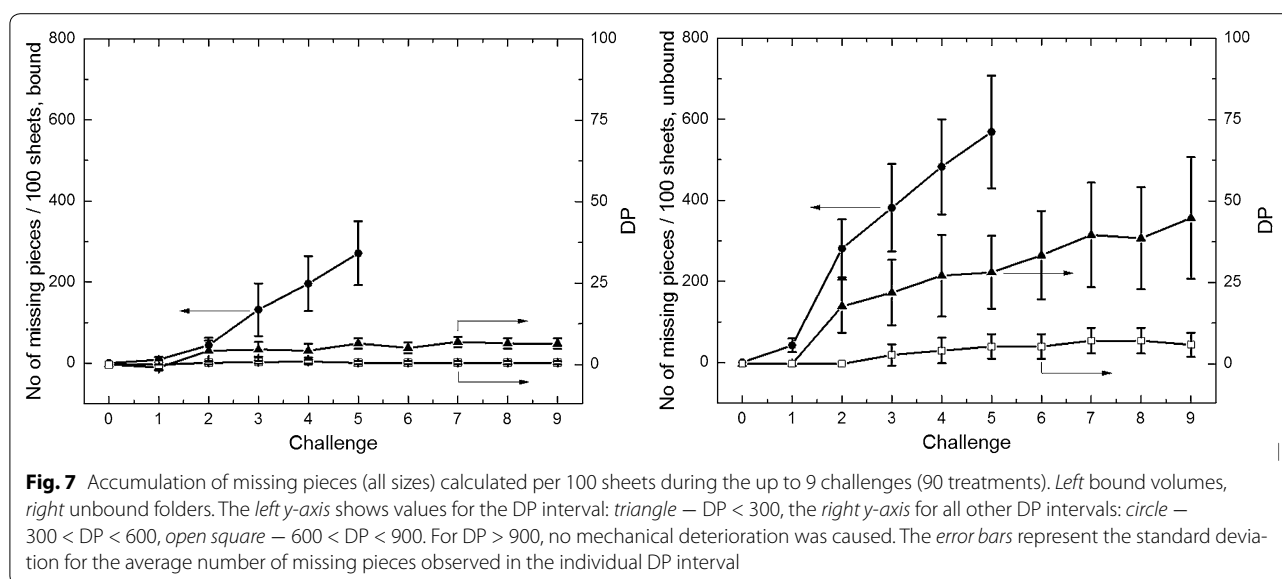 800
600
400
200
0
No of missing pieces / 100 sheets, bound
100
75
50
25
0
DP
0 1 2 3 4 5 6 7 8 9
Challenge
800
600
400
200
0
No of missing pieces / 100 sheets, unbound
100
75
50
25
0
DP
0 1 2 3 4 5 6 7 8 9
Challenge
Fig. 7 Accumulation of missing pieces (all sizes) calculated per 100 sheets during the up to 9 challenges (90 treatments). Left bound volumes,
right unbound folders. The left y-axis shows values for the DP interval: triangle — DP < 300, the right y-axis for all other DP intervals: circle —
300 < DP < 600, open square — 600 < DP < 900. For DP > 900, no mechanical deterioration was caused. The error bars represent the standard devia-
tion for the average number of missing pieces observed in the individual DP interval